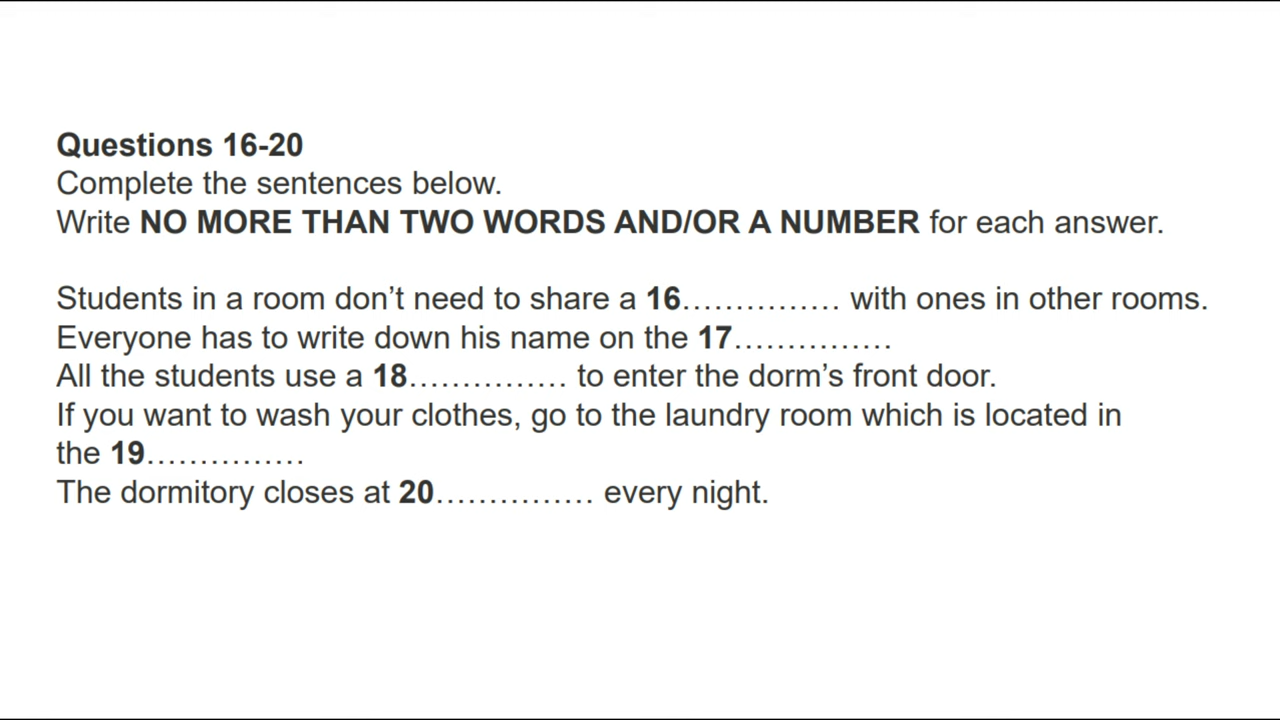 Questions 16-20
Complete the sentences below.
Write NO MORE THAN TWO WORDS AND/OR A NUMBER for each answer.
Students in a room don’t need to share a 16…………… with ones in other rooms.
Everyone has to write down his name on the 17……………
All the students use a 18…………… to enter the dorm’s front door.
If you want to wash your clothes, go to the laundry room which is located in
the 19……………
The dormitory closes at 20…………… every night.